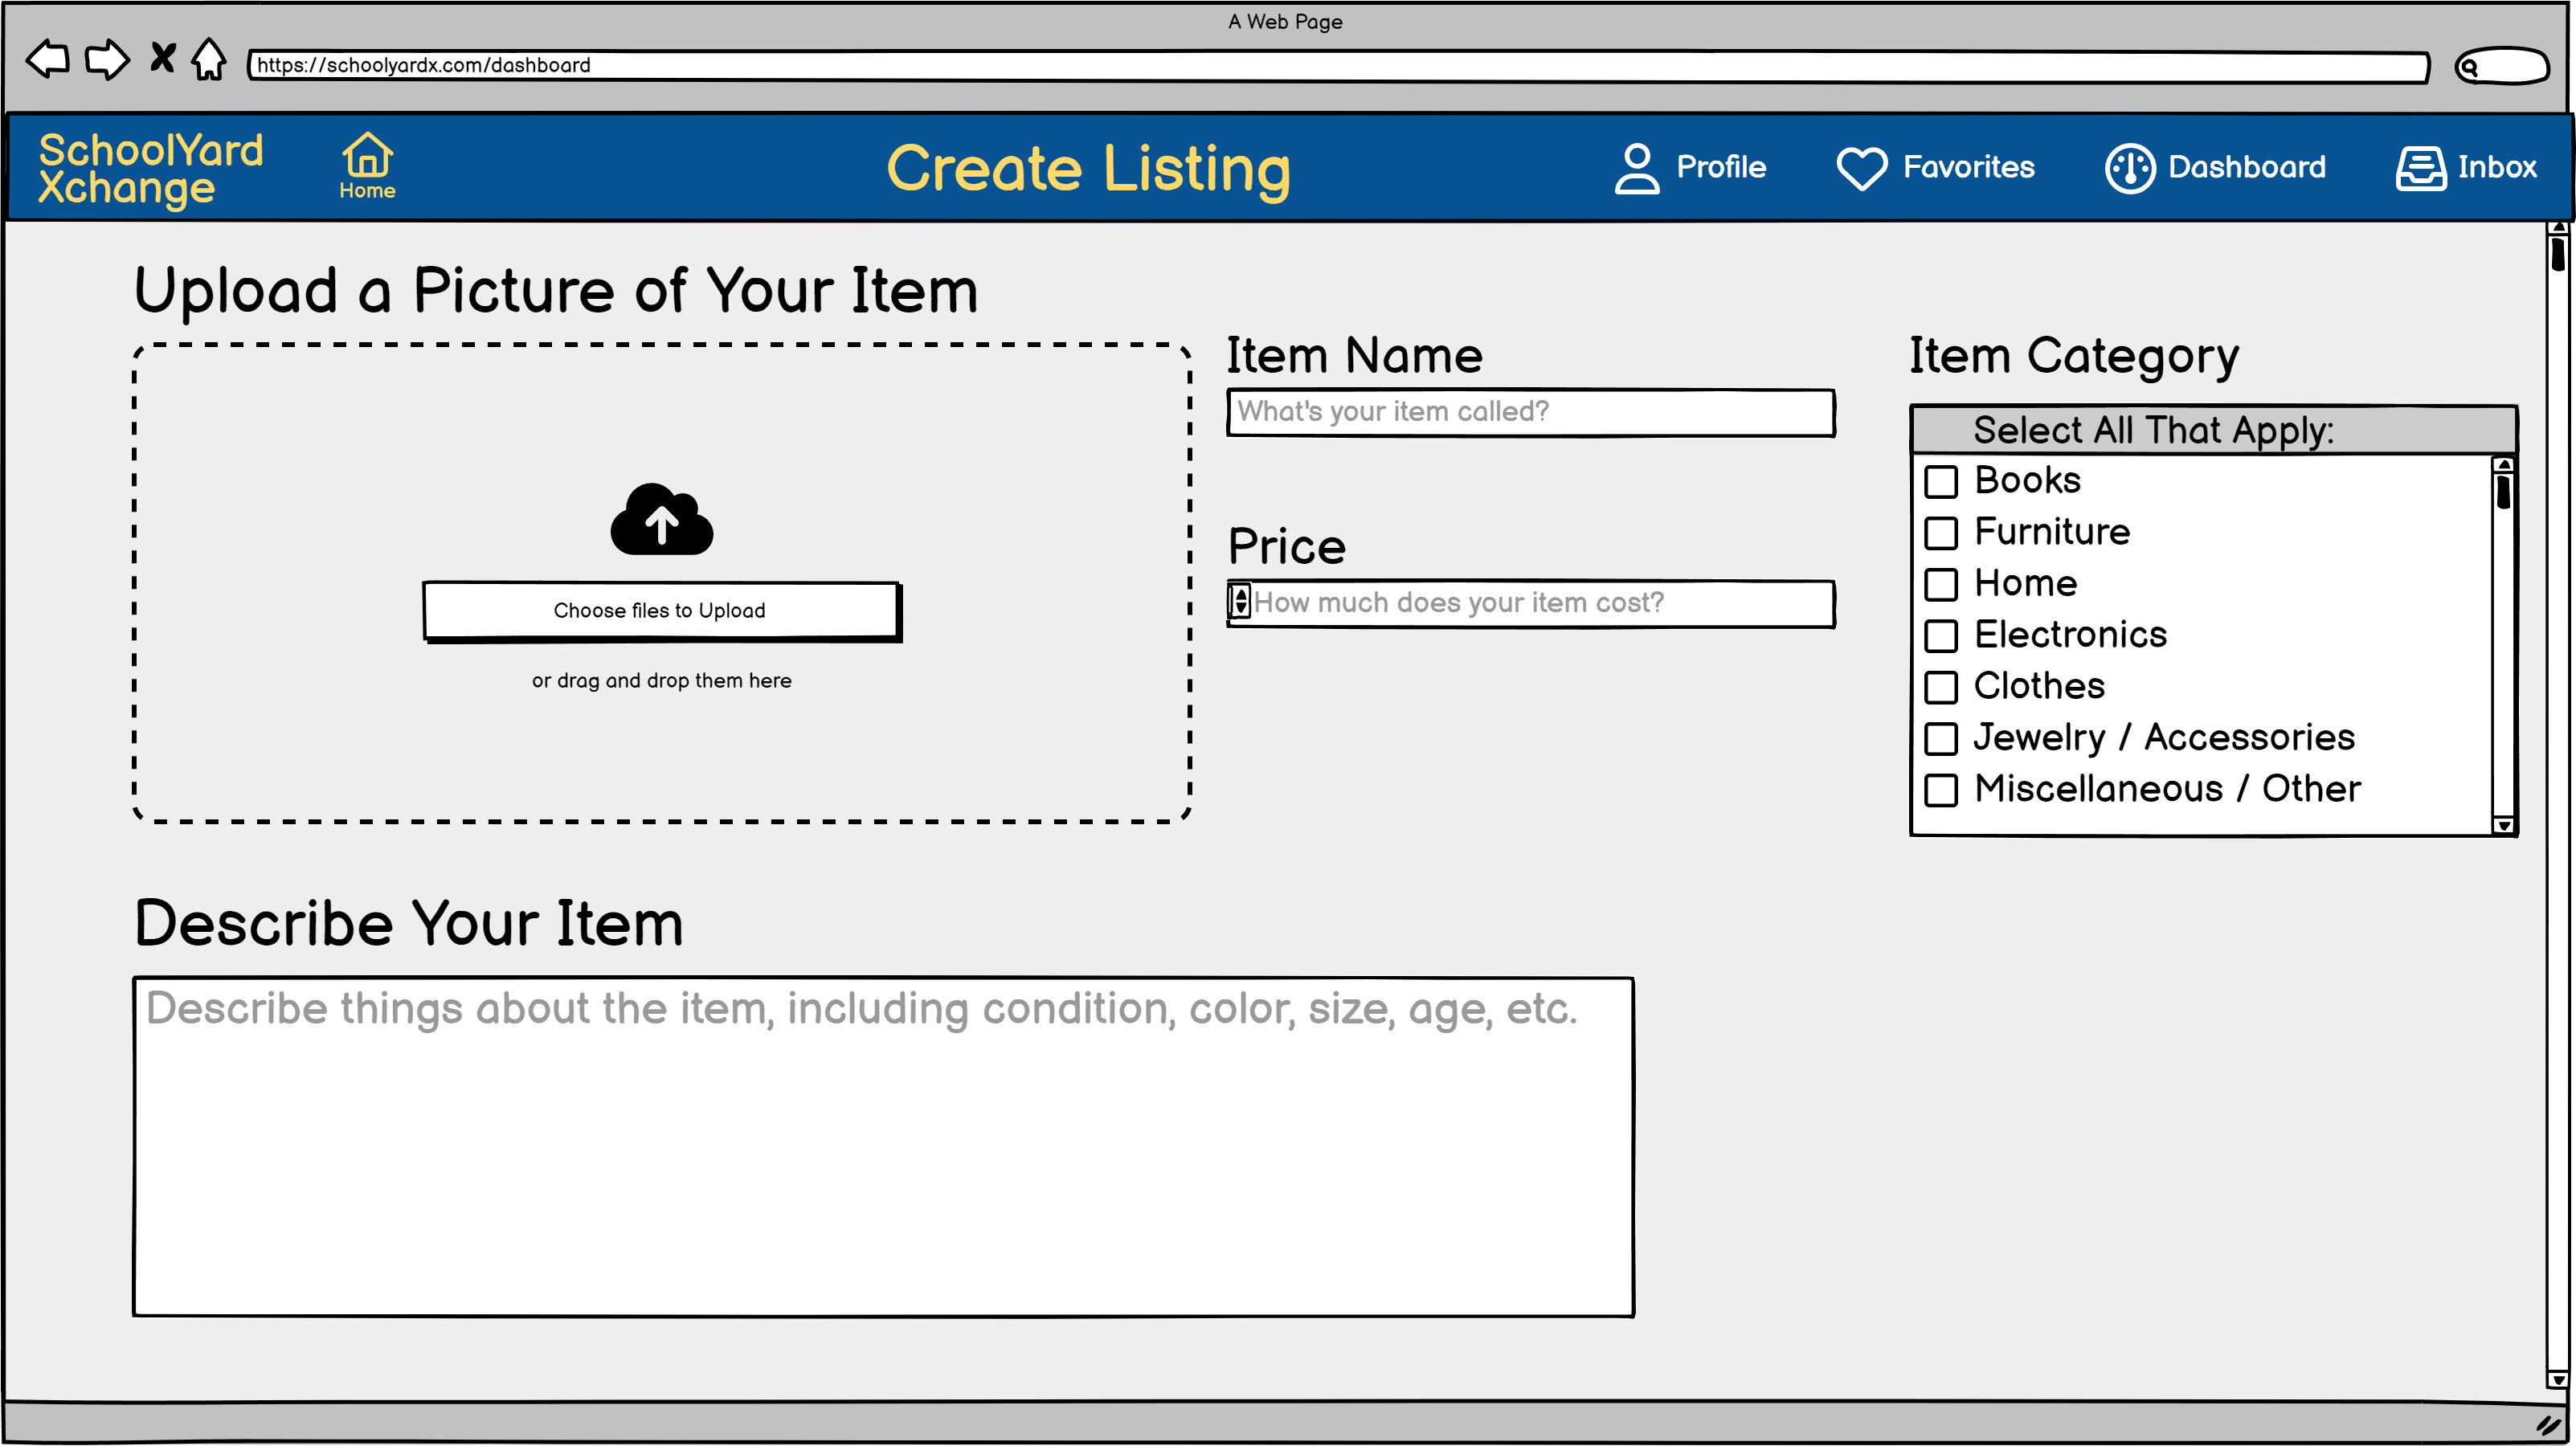 A Web Page
https://schoolyardx.com/dashboard
SchoolYard
Xchange
Home
Create Listing
Profile
Favorites
Dashboard
Inbox
Upload a Picture of Your Item
Choose files to Upload
or drag and drop them here
Item Name
What's your item called?
Price
How much does your item cost?
Item Category
Select All That Apply:
Books
Furniture
Home
Electronics
Clothes
Jewelry / Accessories
Miscellaneous / Other
Describe Your Item
Describe things about the item, including condition, color, size, age, etc.